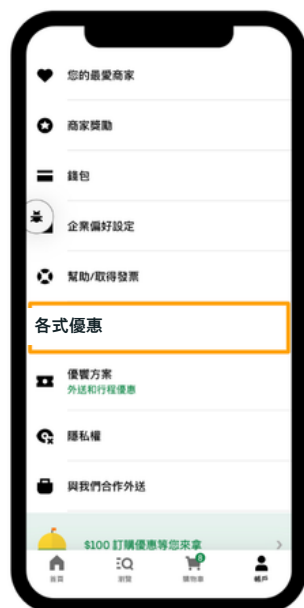 您的最愛商家
商家獎勵
錢包
企業偏好設定
幫助/取得發票
各式優惠
優饗方案
外送和行程優惠
隱私權
與我們合作外送
$100 訂購優惠等您來拿
首頁
瀏覽
購物車
8
帳戶